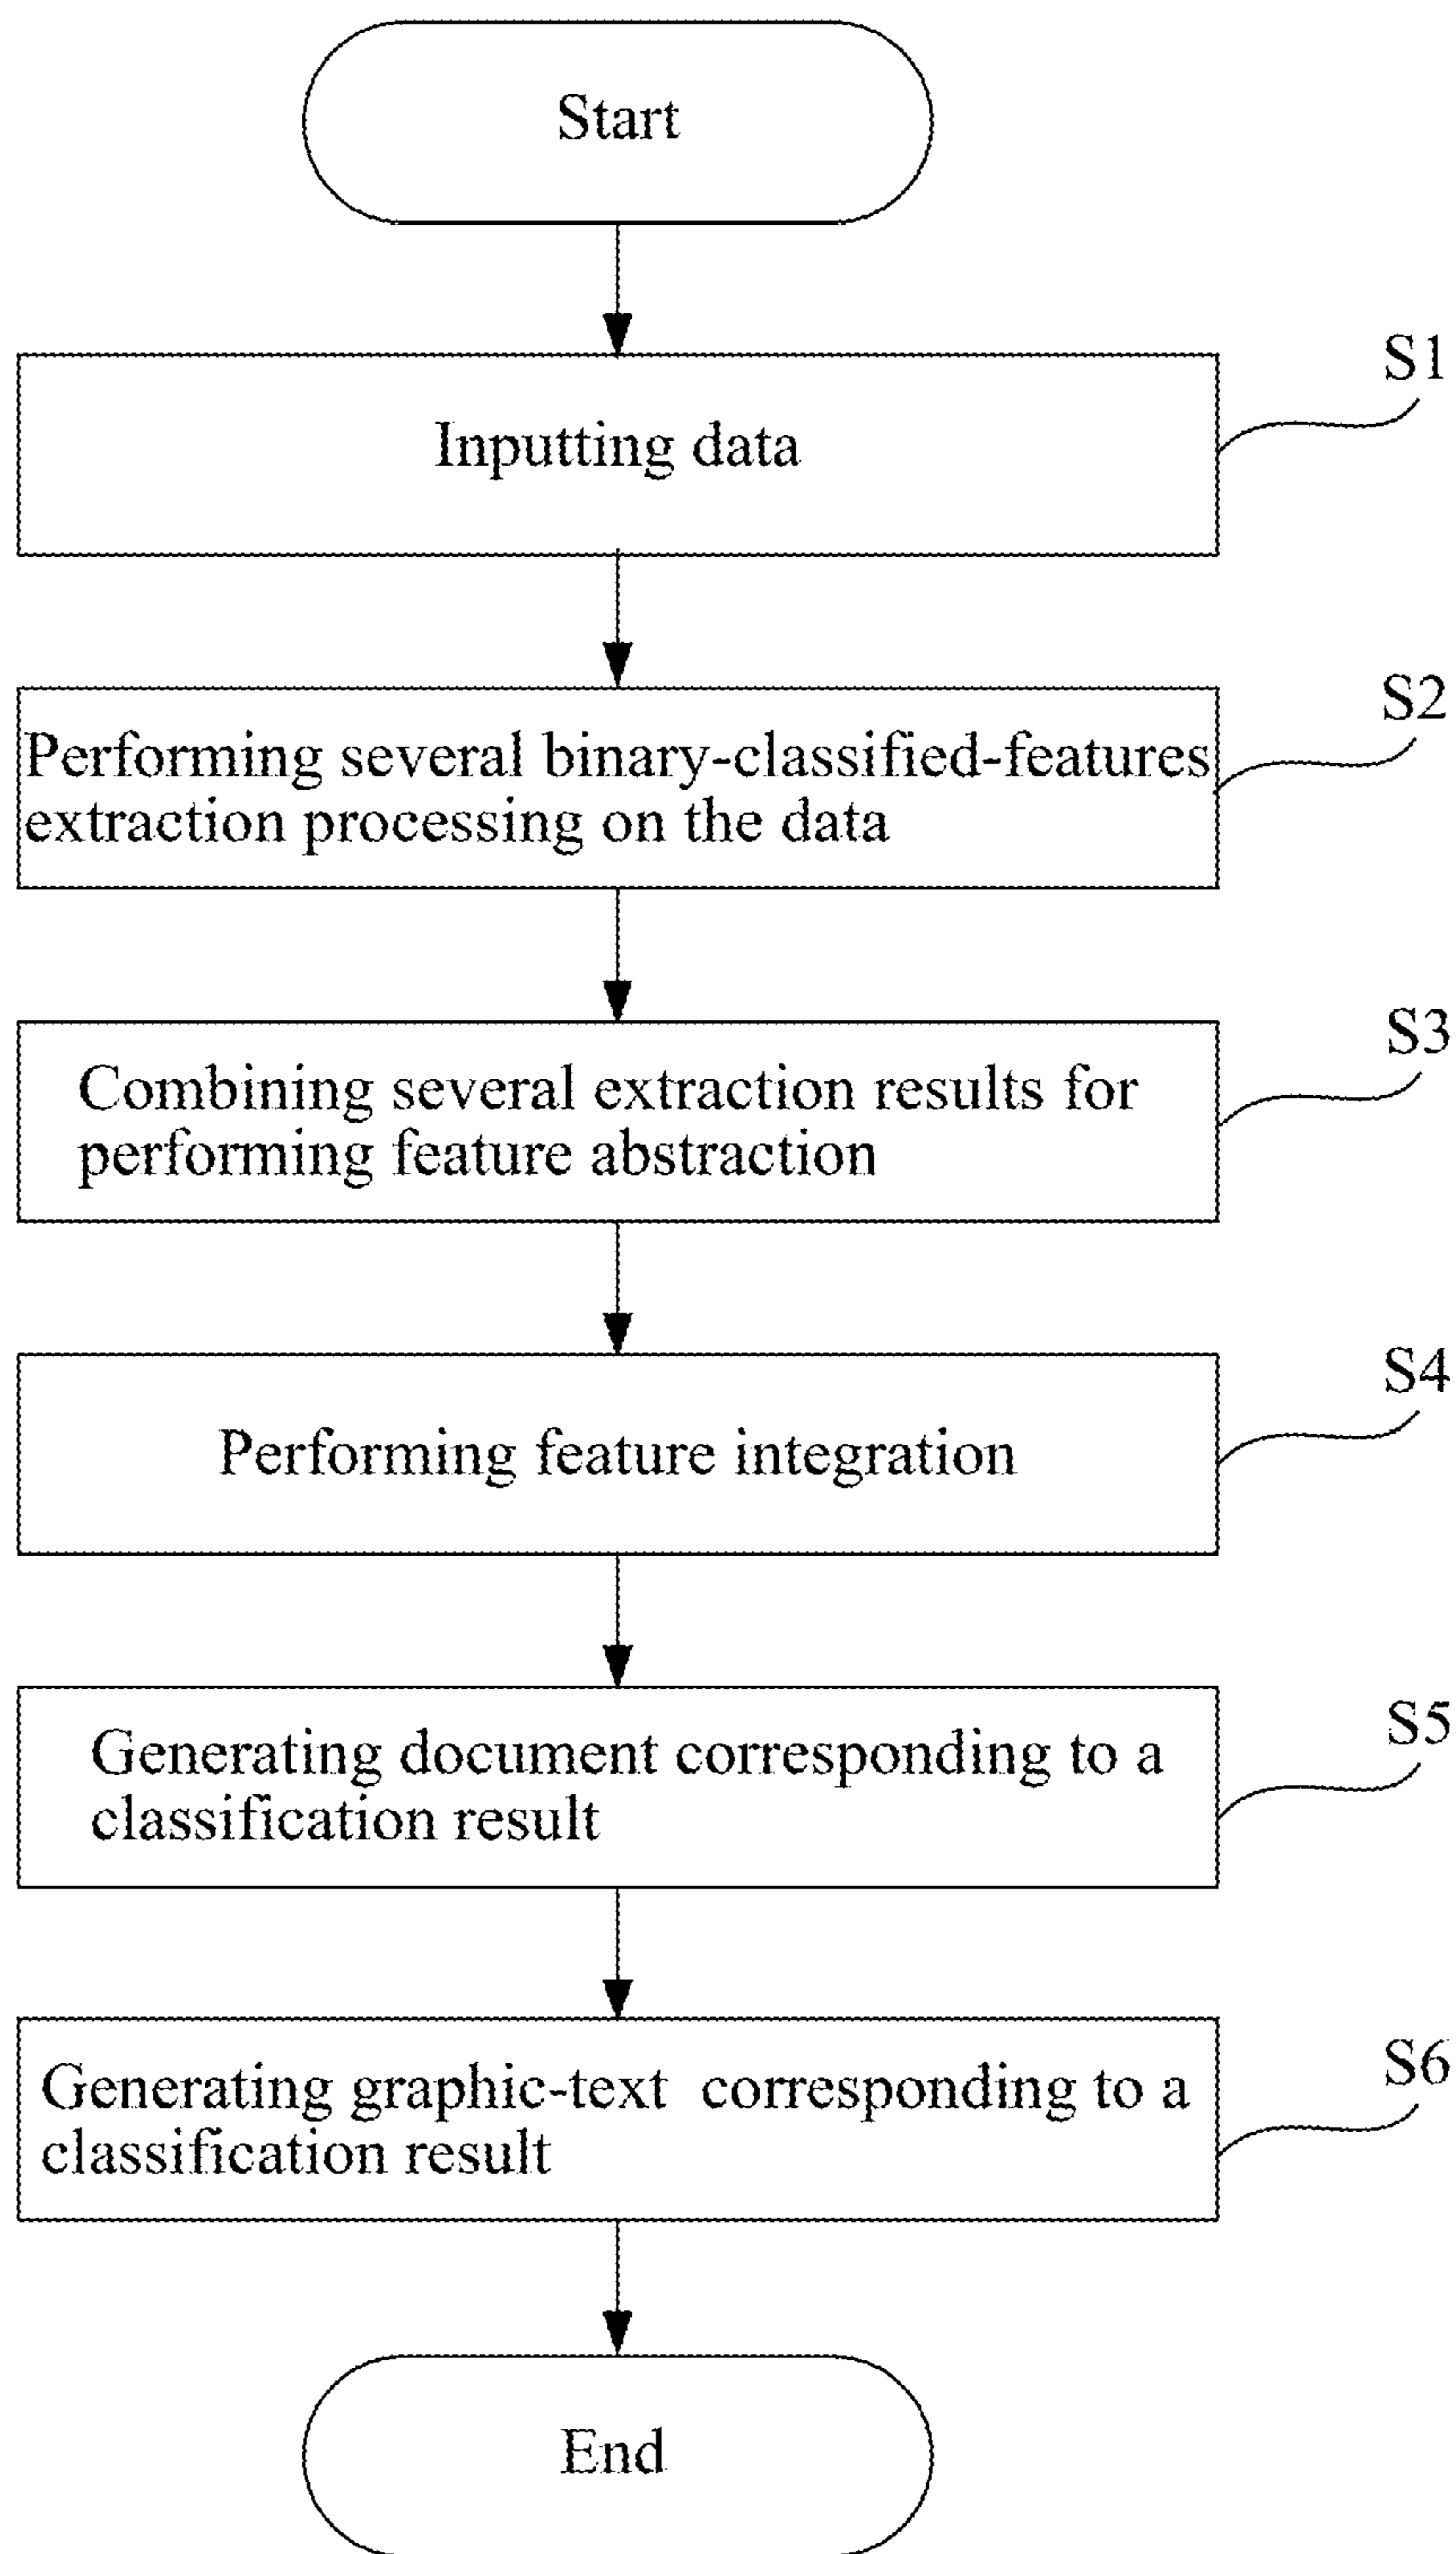 Start
S1
Inputting data
S2
Performing several binary-classified-features
extraction processing on the data
S3
Combining several extraction results for
performing feature abstraction
S4
Performing feature integration
S5
Generating document corresponding to a
classification result
S6
Generating graphic-text corresponding to a
classification result
End